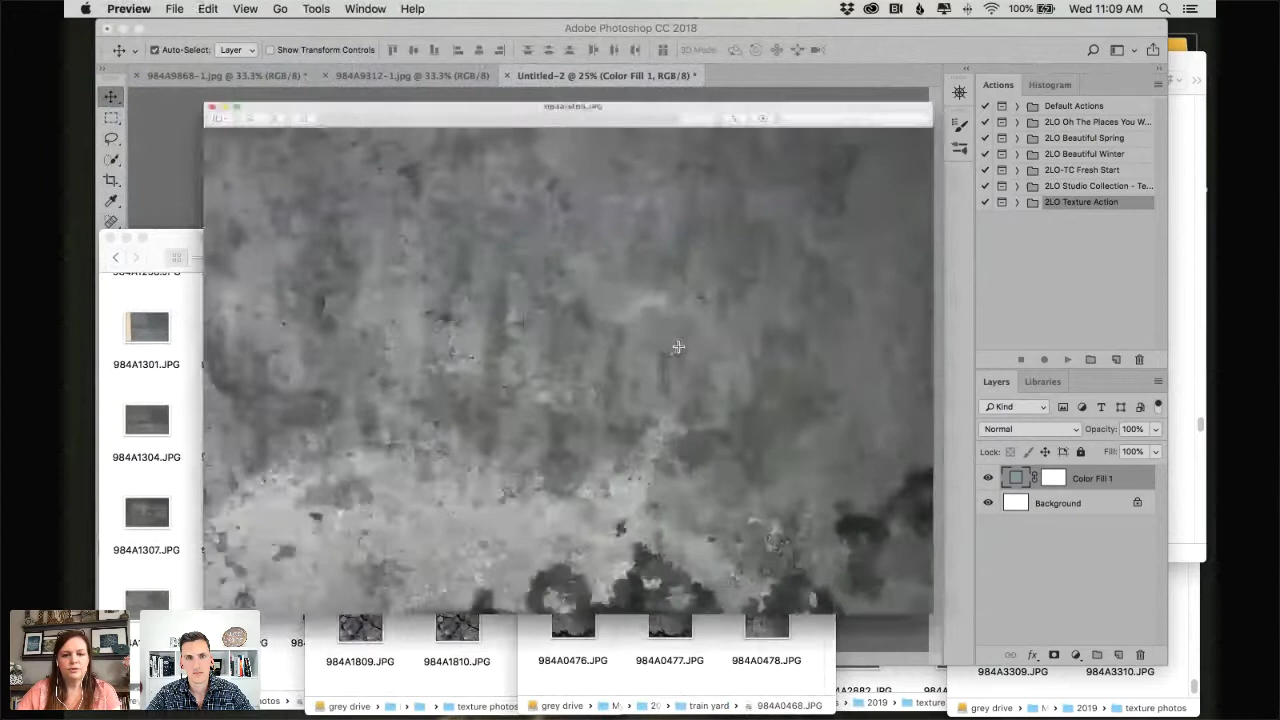 Preview File Edit View Go Tools Window Help 100% Wed 11:09 AM
Adobe Photoshop CC 2018
Auto-Select: Layer Show Transform Controls 3D Mode:
984A9868-1.jpg @ 33.3% (RGB/8) * 984A9312-1.jpg @ 33.3% (RGB/8) Untitled-2 @ 25% (Color Fill 1, RGB/8) *
Actions Histogram
Default Actions
2LO Oh The Places You W...
2LO Beautiful Spring
2LO Beautiful Winter
2LO-TC Fresh Start
2LO Studio Collection - Te...
2LO Texture Action
984A1301.JPG
984A1304.JPG
984A1307.JPG
Layers Libraries
Kind
Normal Opacity: 100%
Lock: Fill: 100%
Color Fill 1
Background
984A1809.JPG 984A1810.JPG 984A0476.JPG 984A0477.JPG 984A0478.JPG
984A3309.JPG 984A3310.JPG
grey drive texture photos grey drive train yard 984A0468.JPG 2019 grey drive 2019 texture photos